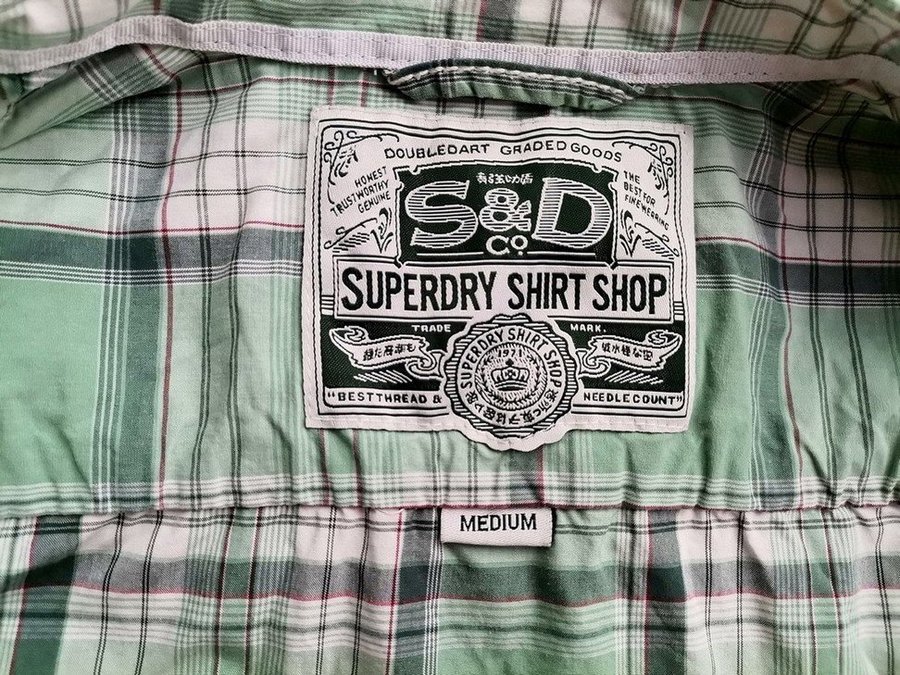 DOUBLEDART GRADED GOODS
HONEST
TRUSTWORTHY
GENUINE
THE
BEST FOR
FINE WEARING
S&D
Co
SUPERDRY SHIRT SHOP
TRADE MARK.
SUPERDRY SHIRT SHOP
1971
"BEST THREAD & NEEDLE COUNT"
MEDIUM